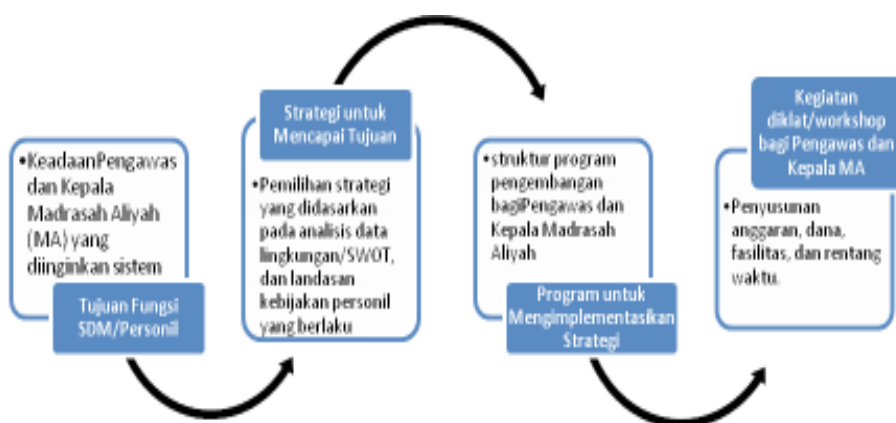 •KeadaanPengawas
dan Kepala
Madrasah Aliyah
(MA) yang
diinginkan sistem
Tujuan Fungsi
SDM/Personil
Strategi untuk
Mencapai Tujuan
•Pemilihan strategi
yang didasarkan
pada analisis data
lingkungan/SWOT,
dan landasan
kebijakan personil
yang berlaku
•struktur program
pengembangan
bagiPengawas dan
Kepala Madrasah
Aliyah
Program untuk
Mengimplementasikan
Strategi
Kegiatan
diklat/workshop
bagi Pengawas dan
Kepala MA
•Penyusunan
anggaran, dana,
fasilitas, dan rentang
waktu.